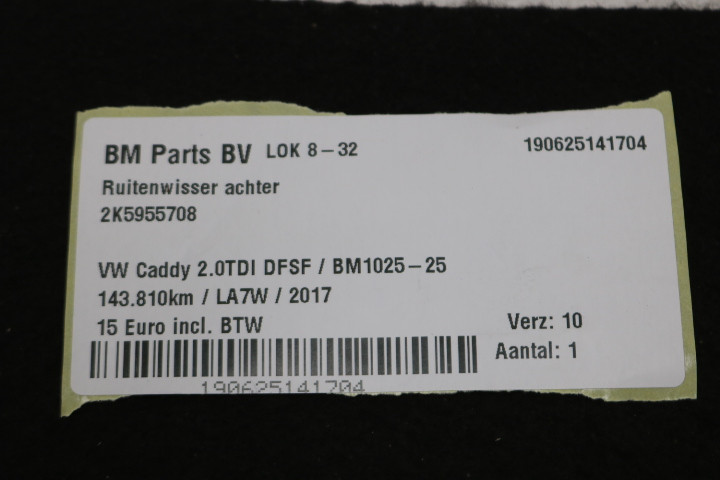 BM Parts BV LOK 8-32 190625141704
Ruitenwisser achter
2K5955708
VW Caddy 2.0TDI DFSF / BM1025-25
143.810km / LA7W / 2017
15 Euro incl. BTW Verz: 10
Aantal: 1
190625141704